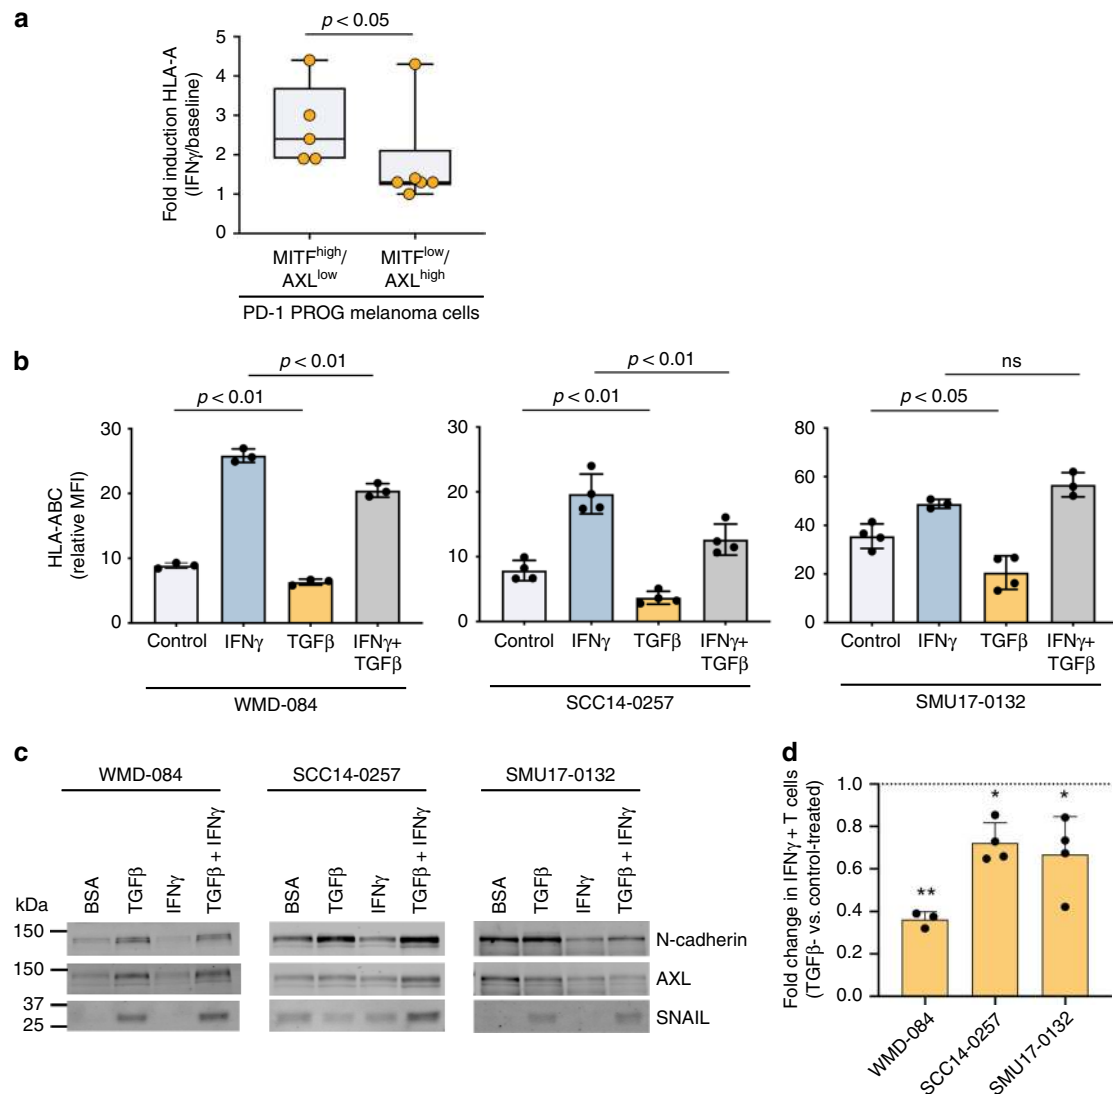 a
p < 0.05
Fold induction HLA-A
(IFNγ/baseline)
5
4
3
2
1
0
MITFhigh/
AXLlow
MITFlow/
AXLhigh
PD-1 PROG melanoma cells
b
HLA-ABC
(relative MFI)
p < 0.01
p < 0.01
30
20
10
0
Control
IFNγ
TGFβ
IFNγ+
TGFβ
WMD-084
p < 0.01
p < 0.01
30
20
10
0
Control
IFNγ
TGFβ
IFNγ+
TGFβ
SCC14-0257
ns
p < 0.05
80
60
40
20
0
Control
IFNγ
TGFβ
IFNγ+
TGFβ
SMU17-0132
c
WMD-084
SCC14-0257
SMU17-0132
kDa
BSA
TGFβ
IFNγ
TGFβ + IFNγ
BSA
TGFβ
IFNγ
TGFβ + IFNγ
BSA
TGFβ
IFNγ
TGFβ + IFNγ
150
N-cadherin
150
AXL
37
25
SNAIL
d
Fold change in IFNγ + T cells
(TGFβ- vs. control-treated)
1.0
0.8
0.6
0.4
0.2
0.0
**
*
*
WMD-084
SCC14-0257
SMU17-0132